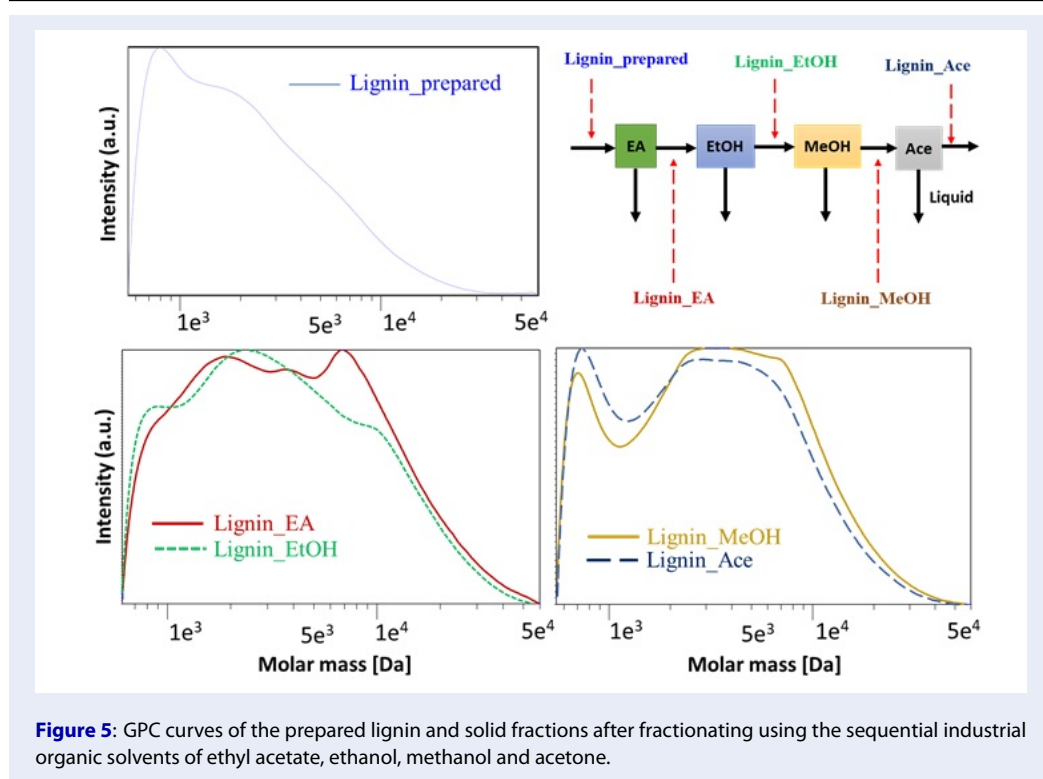 Intensity (a.u.)
Lignin_prepared
1e³
5e³
1e⁴
5e⁴
Lignin_prepared
Lignin_EtOH
Lignin_Ace
EA
EtOH
MeOH
Ace
Liquid
Lignin_EA
Lignin_MeOH
Intensity (a.u.)
Lignin_EA
Lignin_EtOH
1e³
5e³
1e⁴
5e⁴
Molar mass [Da]
Lignin_MeOH
Lignin_Ace
1e³
5e³
1e⁴
5e⁴
Molar mass [Da]
Figure 5: GPC curves of the prepared lignin and solid fractions after fractionating using the sequential industrial
organic solvents of ethyl acetate, ethanol, methanol and acetone.